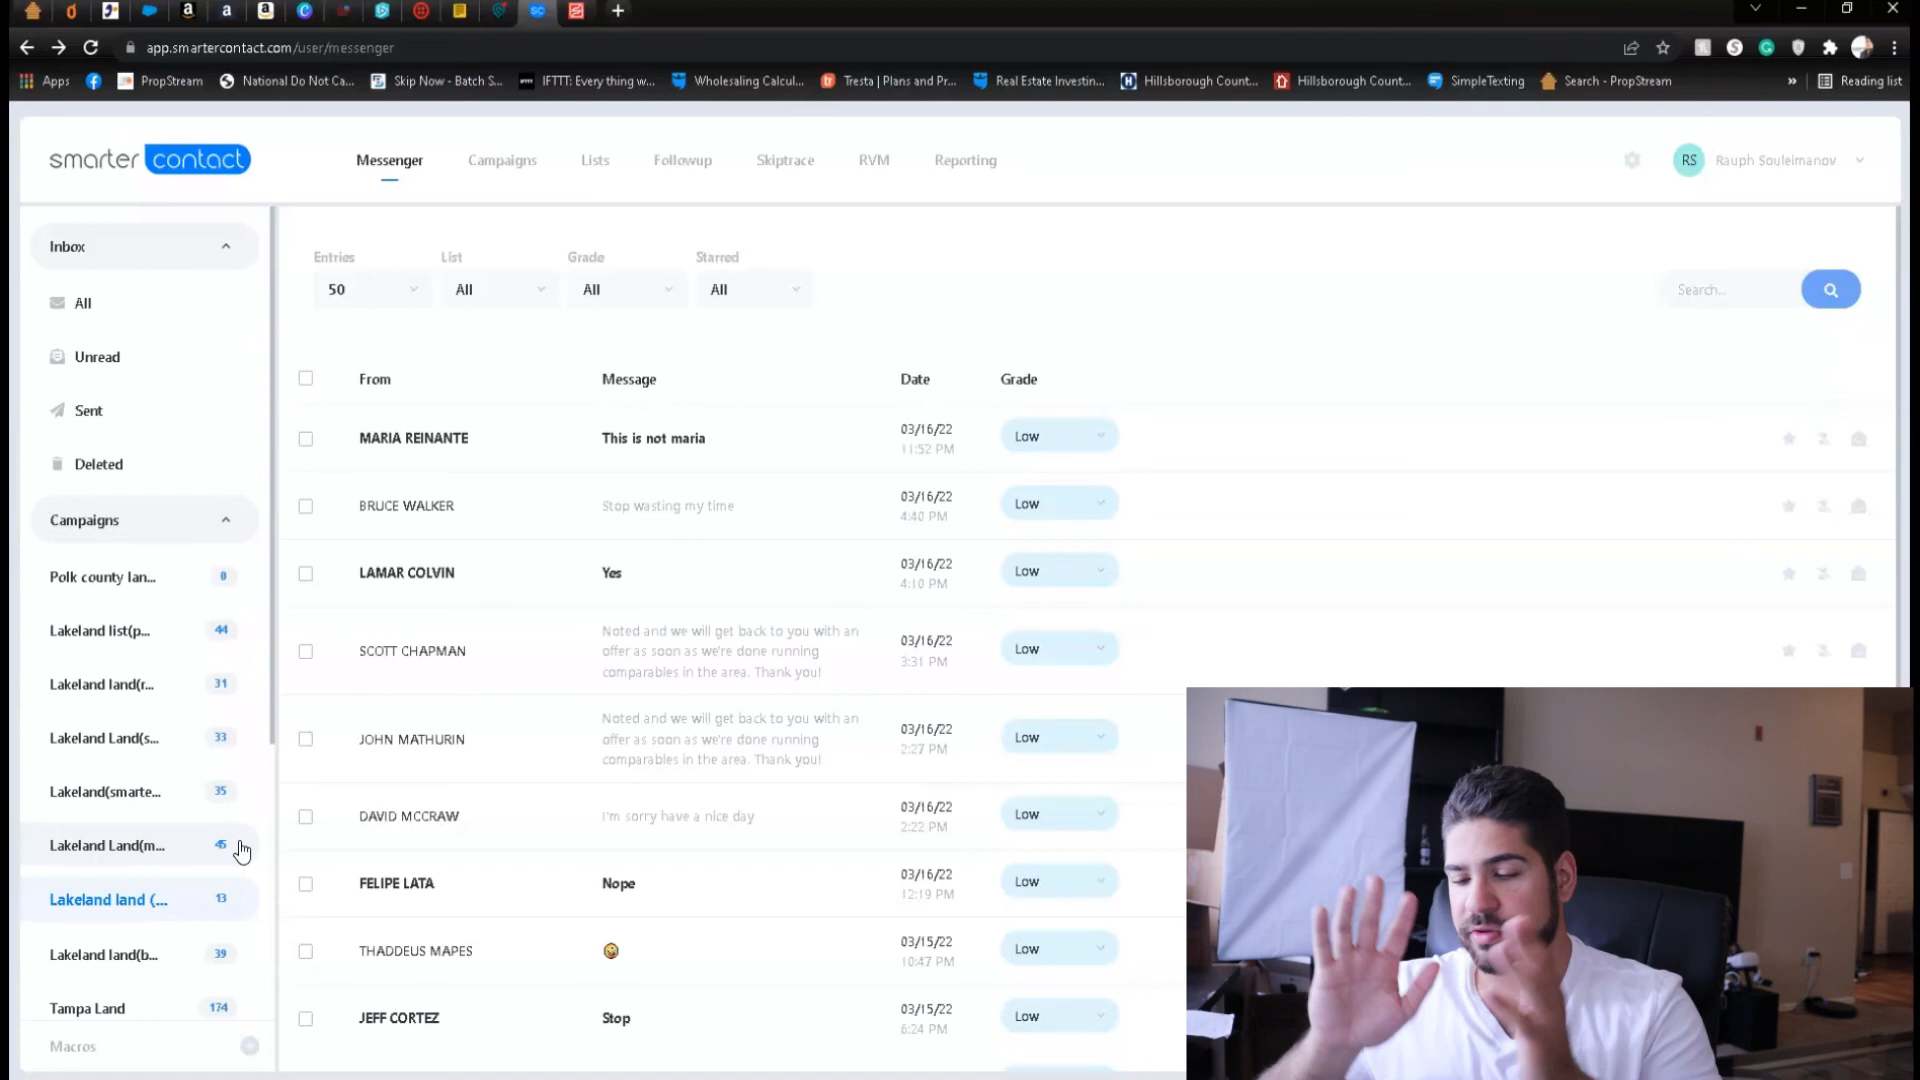 app.smartercontact.com/user/messenger
Apps PropStream National Do Not Ca... Skip Now - Batch S... IFTTT: Everything w... Wholesaling Calcul... Tresta | Plans and Pr... Real Estate Investin... Hillsborough Count... Hillsborough Count... SimpleTexting Search - PropStream » Reading list
smarter contact Messenger Campaigns Lists Followup Skiptrace RVM Reporting RS Rauph Souleimanov
Inbox
All
Unread
Sent
Deleted
Campaigns
Polk county lan... 0
Lakeland list(p... 44
Lakeland land(r... 31
Lakeland Land(s... 33
Lakeland(smarte... 35
Lakeland Land(m... 45
Lakeland land (... 13
Lakeland land(b... 39
Tampa Land 174
Macros
Entries List Grade Starred
50 All All All Search...
From Message Date Grade
MARIA REINANTE This is not maria 03/16/22 Low
11:52 PM
BRUCE WALKER Stop wasting my time 03/16/22 Low
4:40 PM
LAMAR COLVIN Yes 03/16/22 Low
4:10 PM
SCOTT CHAPMAN Noted and we will get back to you with an 03/16/22 Low
offer as soon as we're done running 3:31 PM
comparables in the area. Thank you!
JOHN MATHURIN Noted and we will get back to you with an 03/16/22 Low
offer as soon as we're done running 2:27 PM
comparables in the area. Thank you!
DAVID MCCRAW I'm sorry have a nice day 03/16/22 Low
2:22 PM
FELIPE LATA Nope 03/16/22 Low
12:19 PM
THADDEUS MAPES 03/15/22 Low
10:47 PM
JEFF CORTEZ Stop 03/15/22 Low
6:24 PM